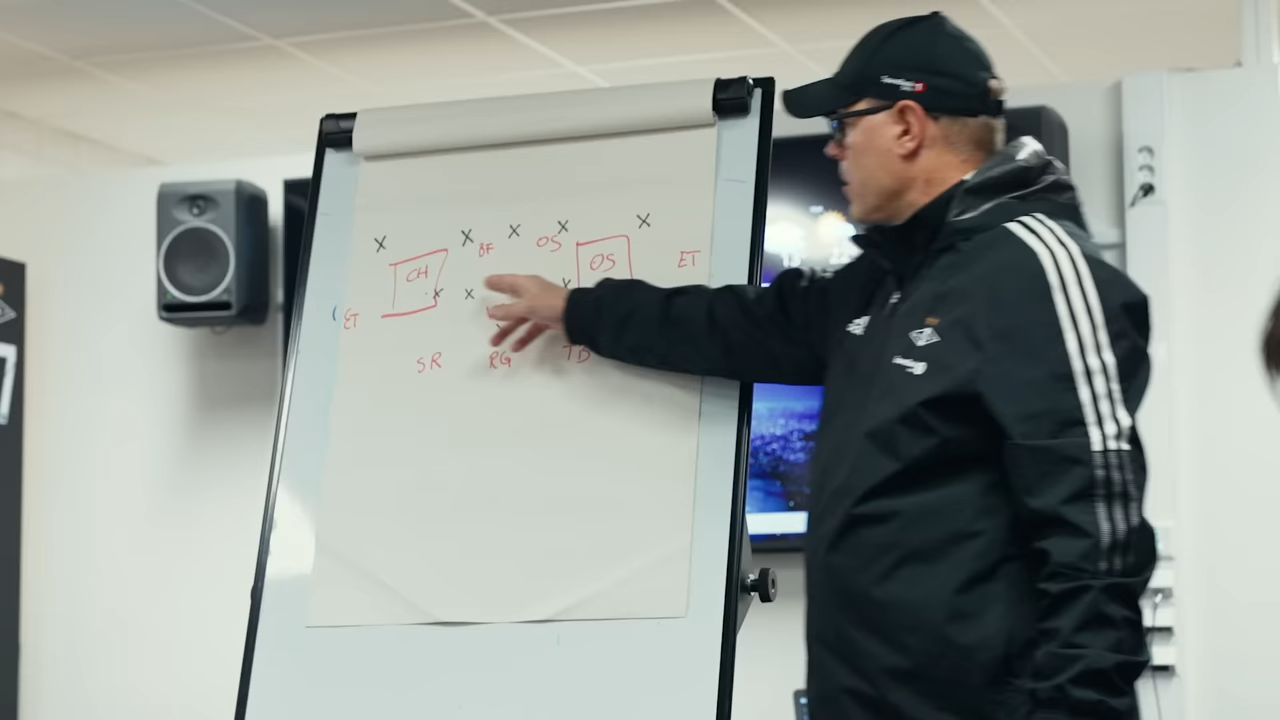 X X X X X
BF OS
CH OS ET
X X X
ET
SR RG TB